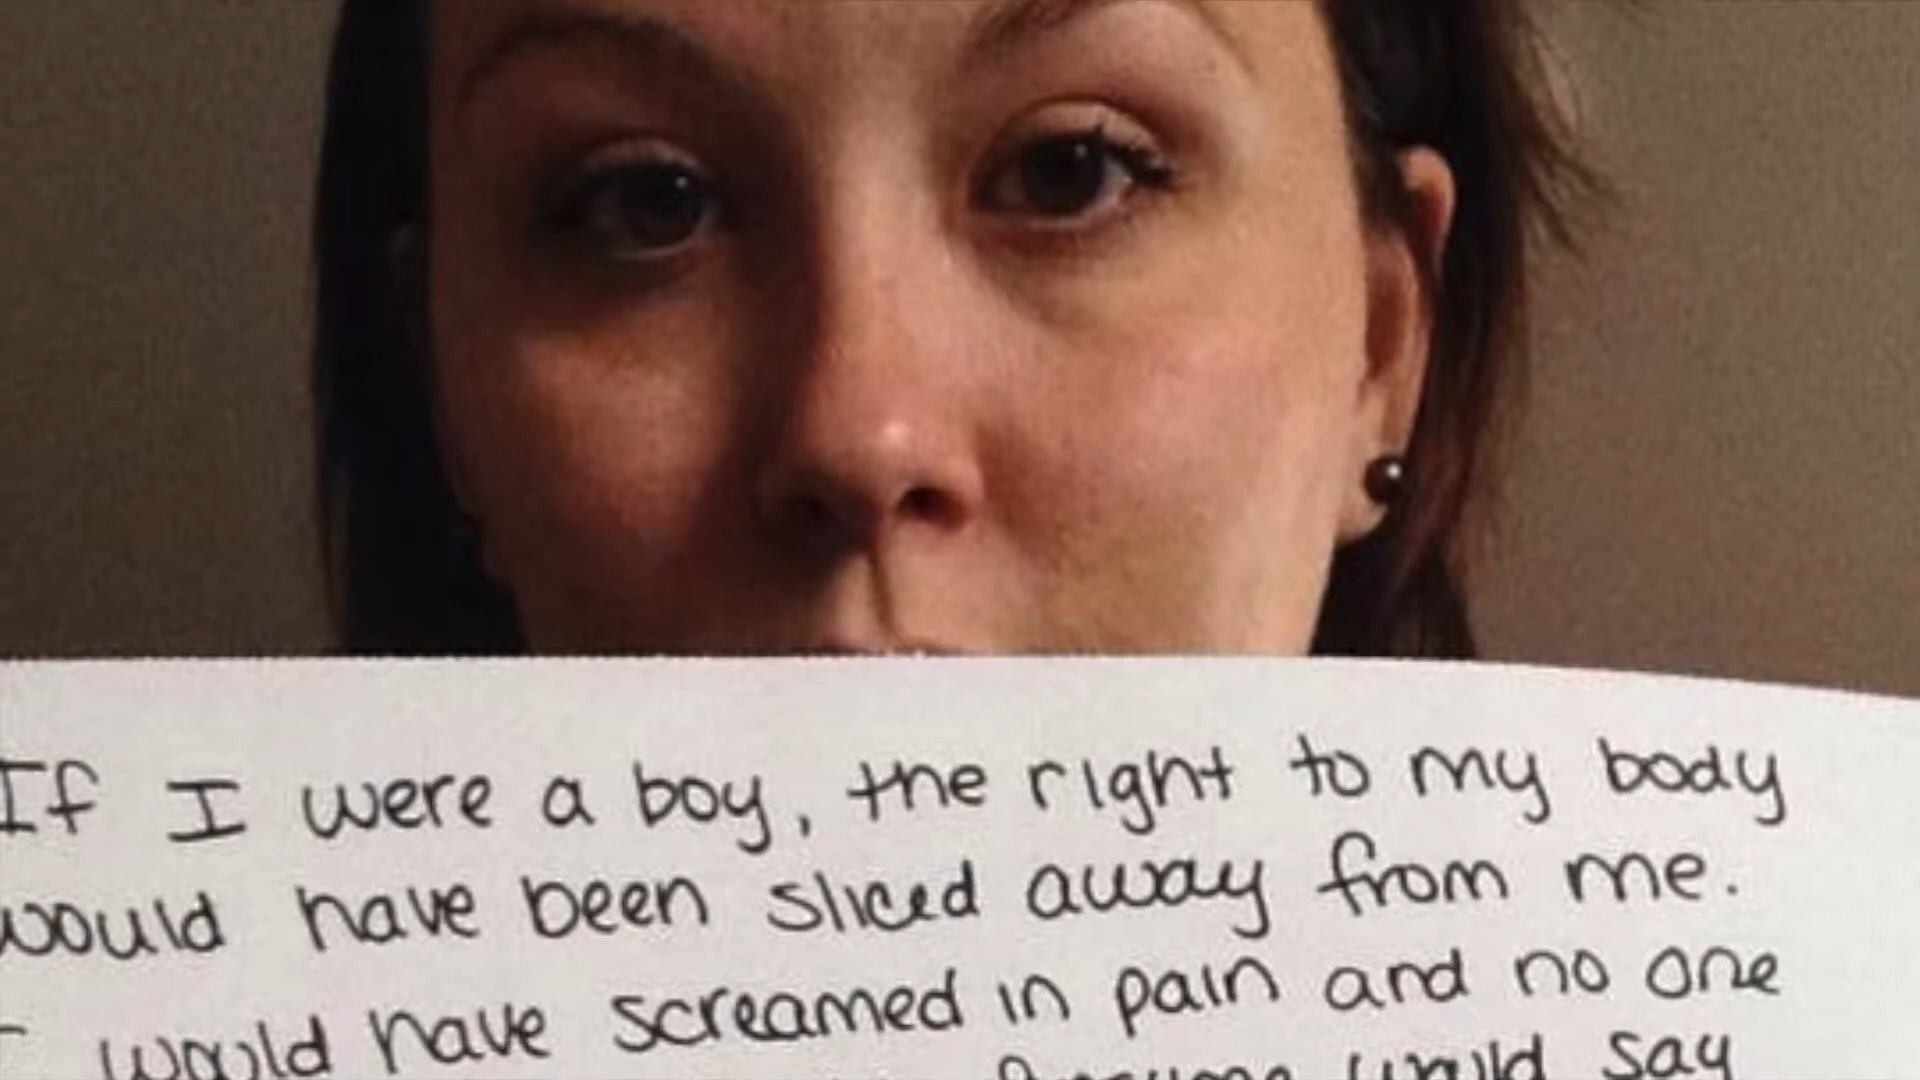 If I were a boy, the right to my body
would have been sliced away from me.
I would have screamed in pain and no one
would say